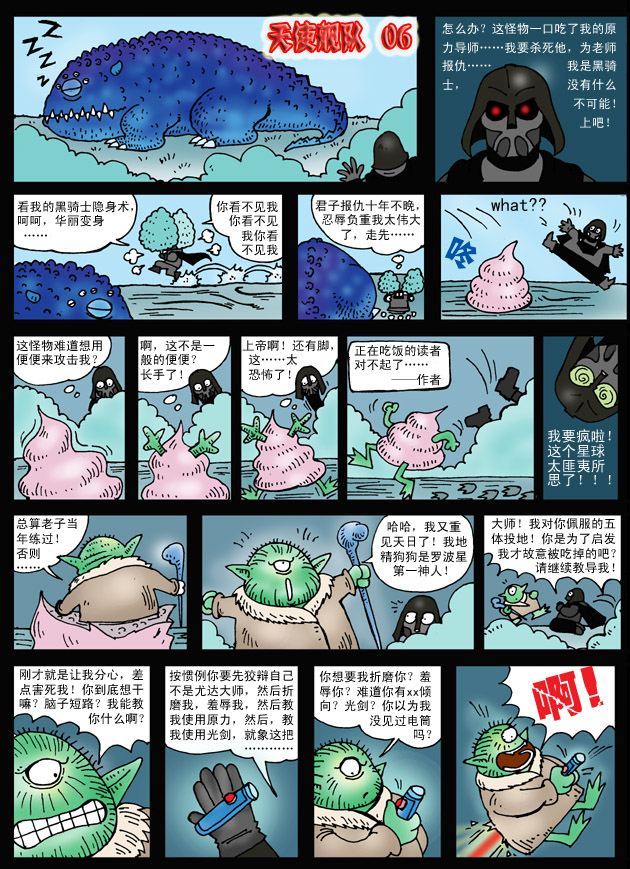 ZZZZ
天使舰队 06
怎么办？这怪物一口吃了我的原
力导师……我要杀死他，为老师
报仇…… 我是黑骑
士， 没有什么
不可能！
上吧！
看我的黑骑士隐身术，
呵呵，华丽变身
……
你看不见我
你看不见
我你看
不见我
君子报仇十年不晚，
忍辱负重我太伟大
了，走先……
what??
咚
这怪物难道想用
便便来攻击我？
啊，这不是一
般的便便？
长手了！
上帝啊！还有脚，
这……太
恐怖了！
正在吃饭的读者
对不起了……
——作者
我要疯啦！
这个星球
太匪夷所
思了！！！
总算老子当
年练过！
否则
……
哈哈，我又重
见天日了！我地
精狗狗是罗波星
第一神人！
大师！我对你佩服的五
体投地！你是为了启发
我才故意被吃掉的吧？
请继续教导我！
刚才就是让我分心，差
点害死我！你到底想干
嘛？脑子短路？我能教
你什么啊？
按惯例你要先狡辩自己
不是尤达大师，然后折
磨我，羞辱我，然后教
我使用原力，然后，教
我使用光剑，就象这把
…………
你想要我折磨你？羞
辱你？难道你有xx倾
向？光剑？你以为我
没见过电筒
吗？
啊！